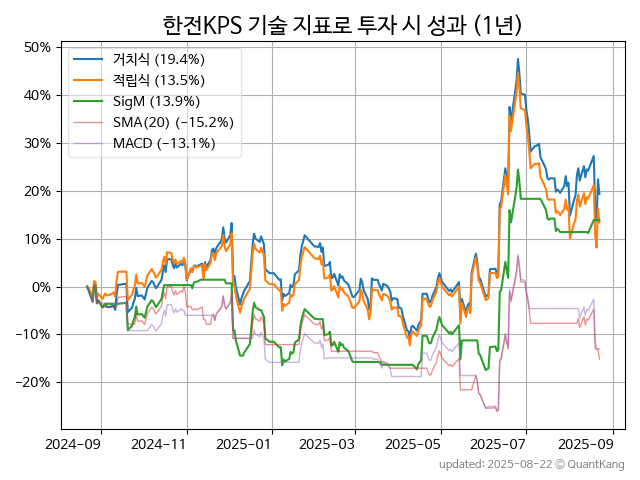 한전KPS 기술 지표로 투자 시 성과 (1년)
50%
40%
30%
20%
10%
0%
−10%
−20%
거치식 (19.4%)
적립식 (13.5%)
SigM (13.9%)
SMA(20) (−15.2%)
MACD (−13.1%)
2024-09
2024-11
2025-01
2025-03
2025-05
2025-07
2025-09
updated: 2025-08-22 © QuantKang